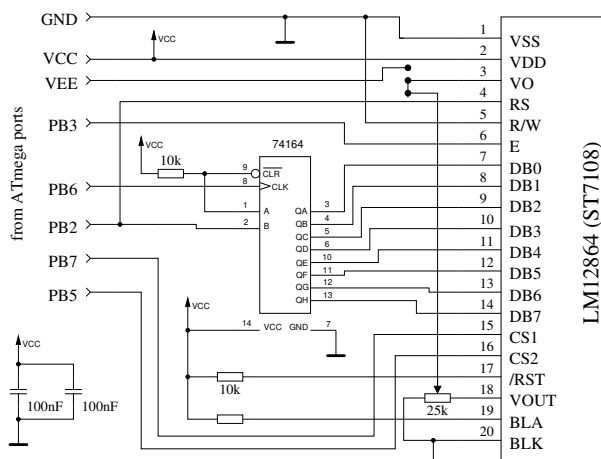 GND
VCC
VEE
PB3
PB6
PB2
PB7
PB5
from ATmega ports
VCC
VCC
10k
74164
9
CLR
8
CLK
1
A
2
B
QA
3
QB
4
QC
5
QD
6
QE
10
QF
11
QG
12
QH
13
14
VCC
GND
7
VCC
VCC
100nF
100nF
10k
25k
1
VSS
2
VDD
3
VO
4
RS
5
R/W
6
E
7
DB0
8
DB1
9
DB2
10
DB3
11
DB4
12
DB5
13
DB6
14
DB7
15
CS1
16
CS2
17
/RST
18
VOUT
19
BLA
20
BLK
LM12864 (ST7108)